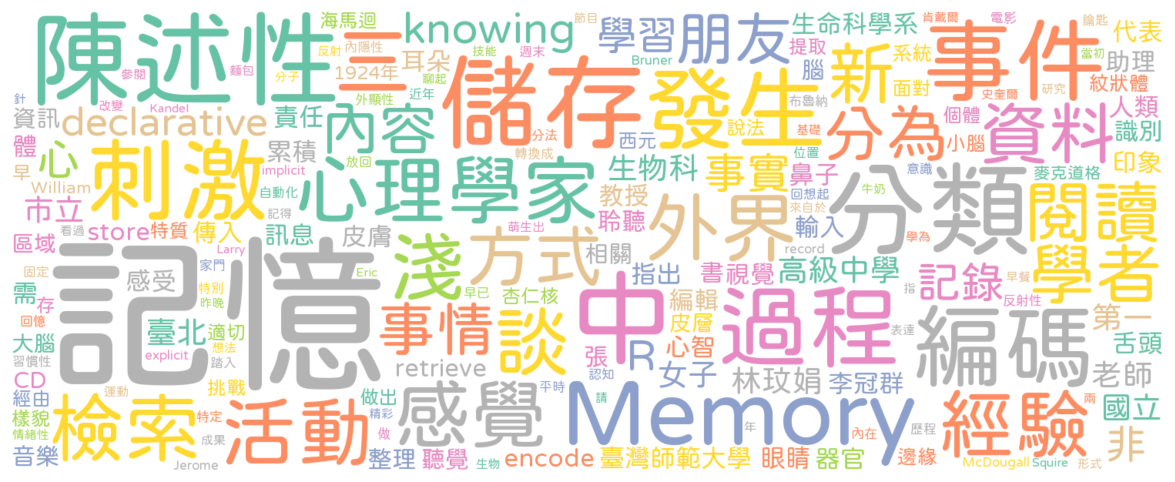 海馬迴 knowing 節目 學習 朋友 生命科學系 肯戴爾 電影 鑰匙 代表
陳述性 三 反射 內隱性 耳朵 技能 週末 Bruner 提取 系統 當初 事件 助理
參閱 麵包 分子 1924年 聊起 儲存 發生 腦 新 面對 史奎爾 研究 紋狀體
針 改變 Kandel 外顯性 近年 布魯納 個體 人類
資訊 declarative 責任 內容 分法 西元 說法 基礎 分為 小腦 資料 識別
體 心 刺激 累積 放回 轉換成 生物科 事實 鼻子 位置 意識 麥克道格 印象
早 William implicit 心理學家 教授 回想起 牛奶 分類 閱讀
市立 自動化 記得 聆聽 外界 來自於 輸入
區域 看過 store 特質 傳入 訊息 皮膚 淺 方式 相關 record 學為 學者
固定 家門 Larry 記憶 感受 Eric 早已 指出 書視覺 高級中學 記錄 早餐
需 存 特別 昨晚 杏仁核 中 編輯 過程 指 反射性
回憶 臺北 適切 事情 談 皮層 表達 編碼 第一
大腦 想法 explicit retrieve 張 R 心智 舌頭
習慣性 踏入 認知 女子 林玟娟 李冠群 老師
CD 挑戰 平時
經由 運動 做出 請 Memory 兩 國立
樣貌 檢索 特定 活動 精彩 感覺 歷程 經驗 非
情緒性 成果 做 年 內在
音樂 Jerome 生物 整理 聽覺 encode 臺灣師範大學 眼睛 器官 邊緣 McDougall Squire 形式